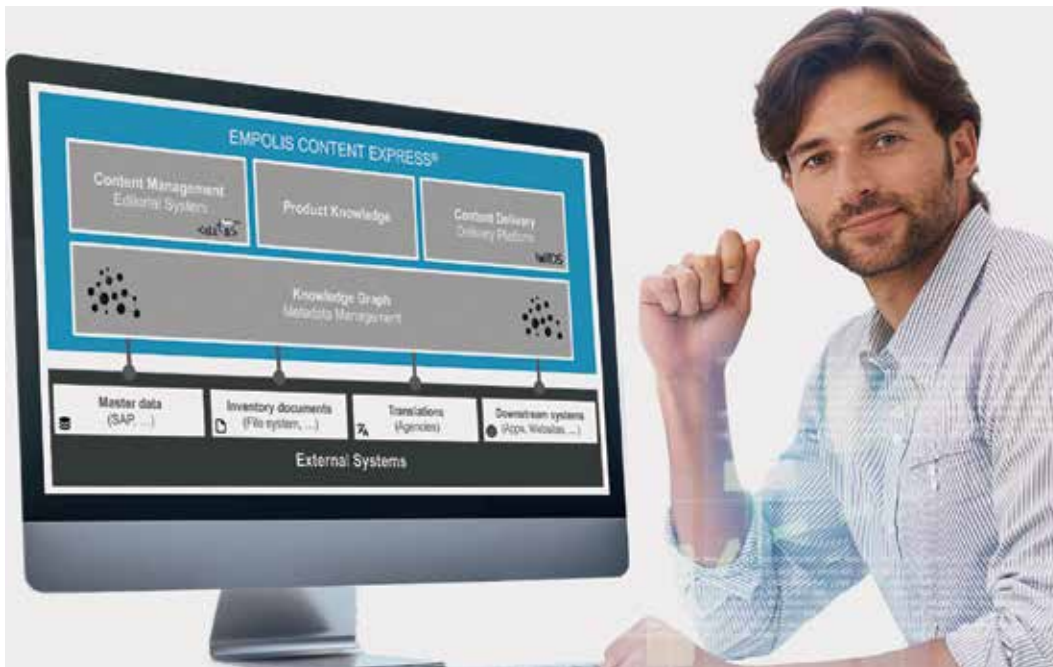 EMPOLIS CONTENT EXPRESS®
Content Management
Editorial System
Product Knowledge
Content Delivery
Delivery Platform
Knowledge Graph
Metadata Management
Master data
(SAP, ...)
Inventory documents
(File system, ...)
Translations
(Agencies)
Downstream systems
(Apps, Websites, ...)
External Systems